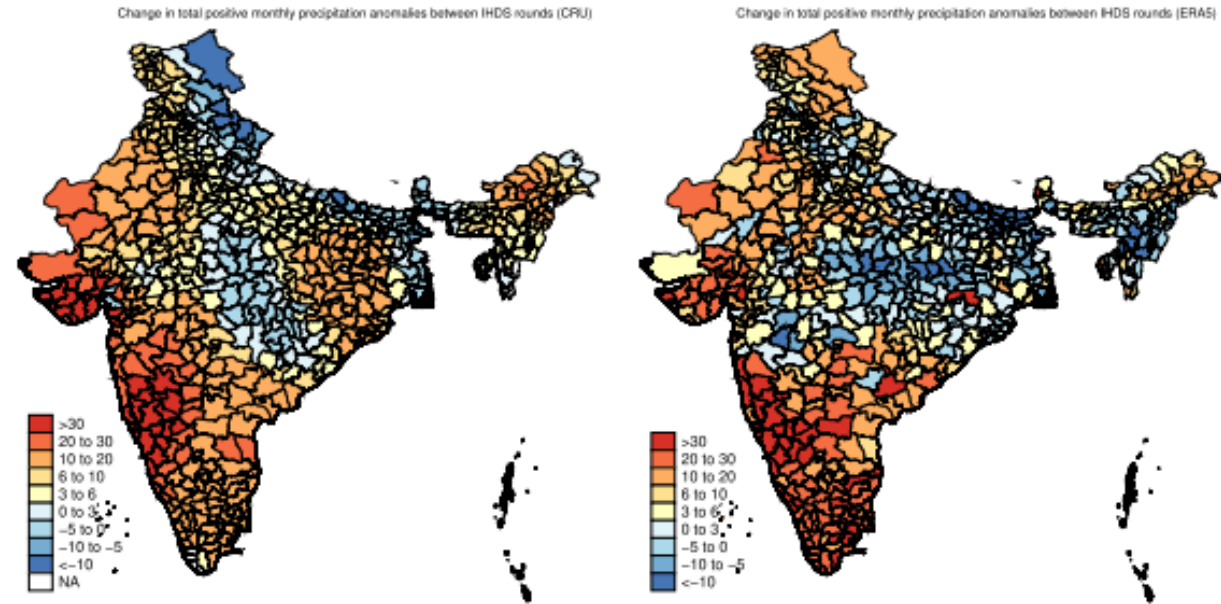 Change in total positive monthly precipitation anomalies between IHDS rounds (CRU)
Change in total positive monthly precipitation anomalies between IHDS rounds (ERA5)
>30
20 to 30
10 to 20
6 to 10
3 to 6
0 to 3
−5 to 0
−10 to −5
<−10
NA
>30
20 to 30
10 to 20
6 to 10
3 to 6
0 to 3
−5 to 0
−10 to −5
<−10